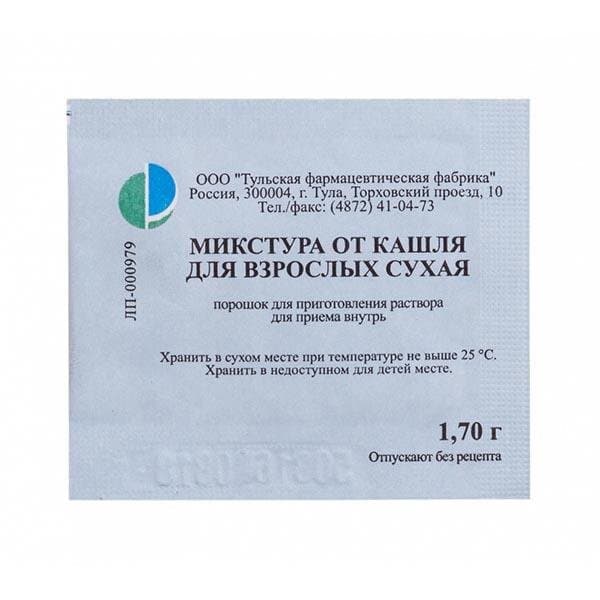 ООО "Тульская фармацевтическая фабрика"
Россия, 300004, г. Тула, Торховский проезд, 10
Тел./факс: (4872) 41-04-73
ЛП-000979
МИКСТУРА ОТ КАШЛЯ
ДЛЯ ВЗРОСЛЫХ СУХАЯ
порошок для приготовления раствора
для приема внутрь
Хранить в сухом месте при температуре не выше 25 °С.
Хранить в недоступном для детей месте.
1,70 г
Отпускают без рецепта